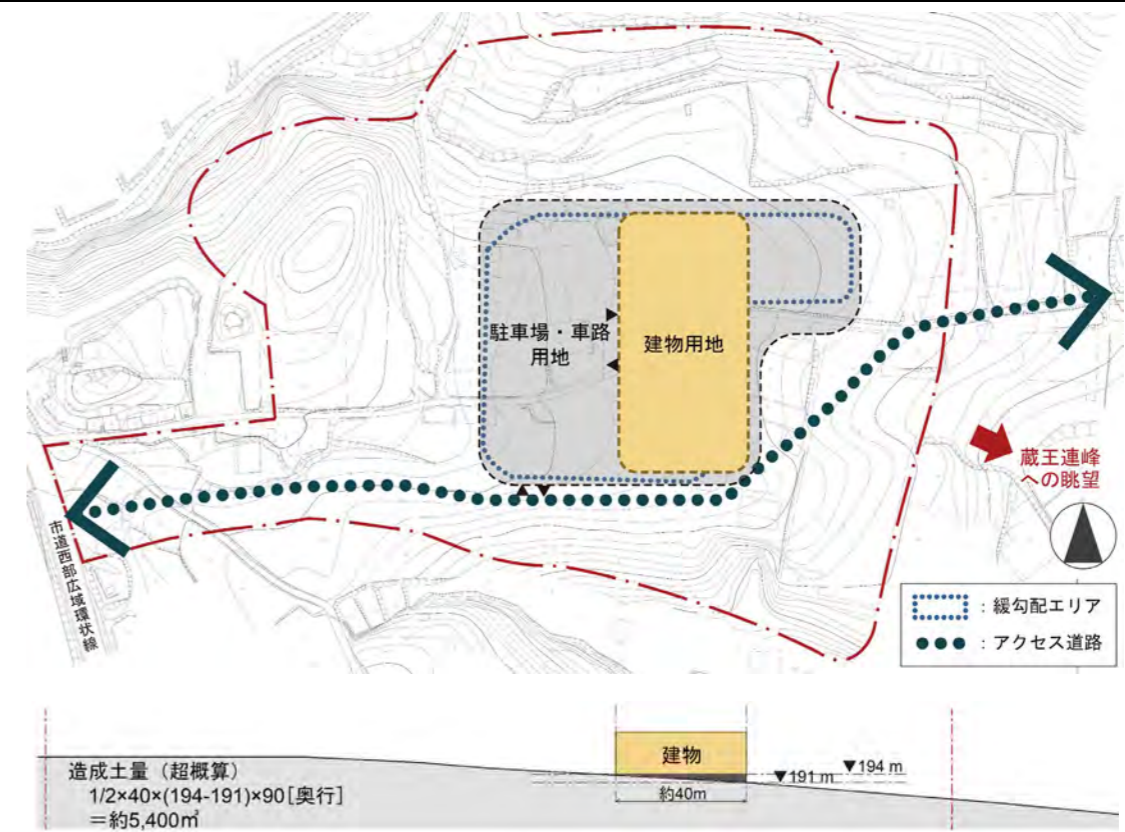 駐車場・車路
用地
建物用地
蔵王連峰
への眺望
市道西部広域環状線
：緩勾配エリア
：アクセス道路
建物
造成土量（超概算）
1/2×40×(194-191)×90[奥行]
＝約5,400㎥
▼191 m
▼194 m
約40m